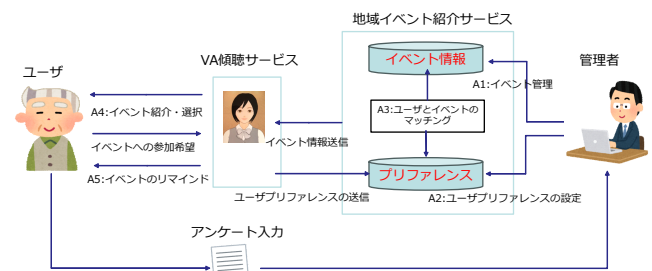 地域イベント紹介サービス
VA傾聴サービス
イベント情報
管理者
ユーザ
A1:イベント管理
A4:イベント紹介・選択
A3:ユーザとイベントの
マッチング
イベントへの参加希望
イベント情報送信
A5:イベントのリマインド
プリファレンス
ユーザプリファレンスの送信
A2:ユーザプリファレンスの設定
アンケート入力